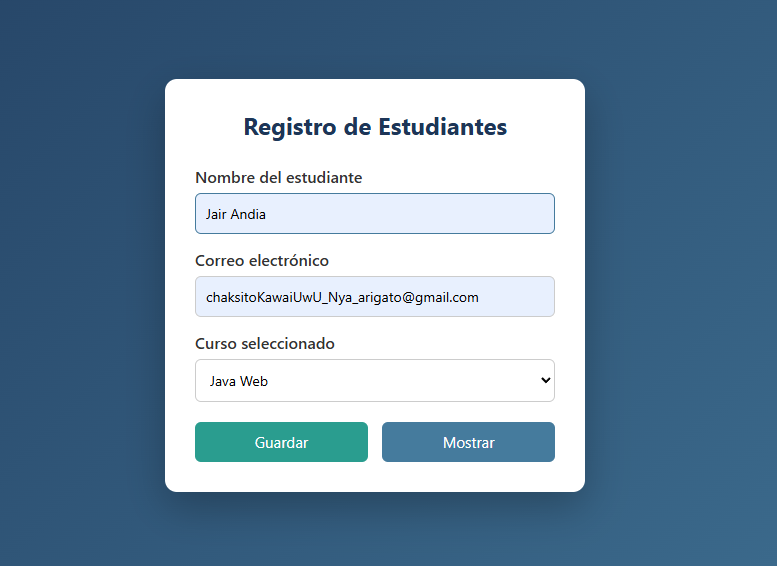 Registro de Estudiantes
Nombre del estudiante
Jair Andia
Correo electrónico
chaksitoKawaiUwU_Nya_arigato@gmail.com
Curso seleccionado
Java Web
Guardar Mostrar